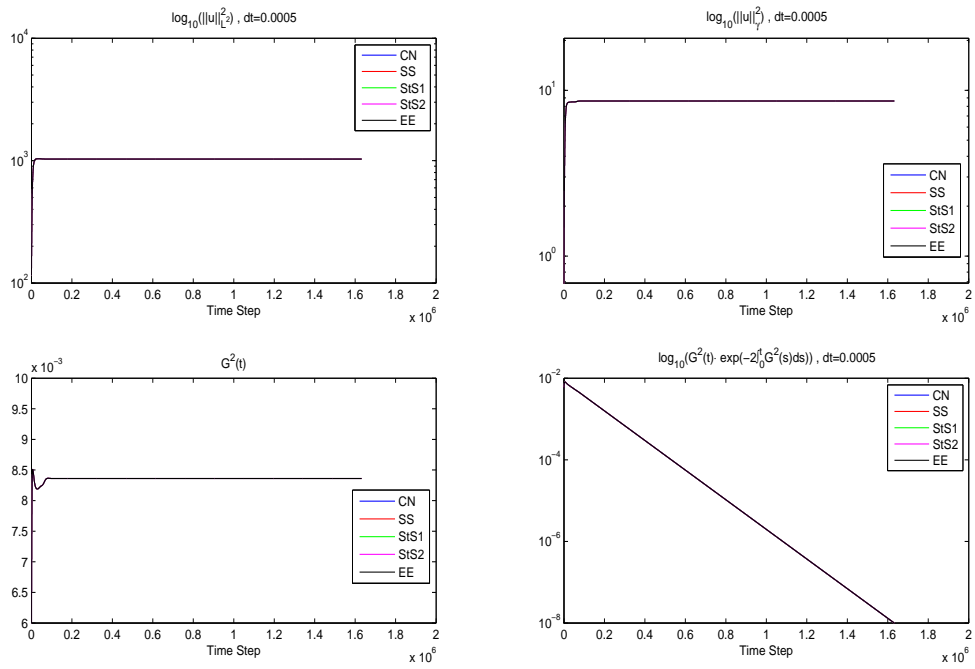 log₁₀(||u||²_L²) , dt=0.0005
10⁴
10³
10²
CN
SS
StS1
StS2
EE
0 0.2 0.4 0.6 0.8 1 1.2 1.4 1.6 1.8 2
Time Step
x 10⁶
log₁₀(||u||²_γ) , dt=0.0005
10¹
10⁰
CN
SS
StS1
StS2
EE
0 0.2 0.4 0.6 0.8 1 1.2 1.4 1.6 1.8 2
Time Step
x 10⁶
G²(t)
x 10⁻³
10
9.5
9
8.5
8
7.5
7
6.5
6
CN
SS
StS1
StS2
EE
0 0.2 0.4 0.6 0.8 1 1.2 1.4 1.6 1.8 2
Time Step
x 10⁶
log₁₀(G²(t)· exp(-2∫₀ᵗG²(s)ds)) , dt=0.0005
10⁻²
10⁻⁴
10⁻⁶
10⁻⁸
CN
SS
StS1
StS2
EE
0 0.2 0.4 0.6 0.8 1 1.2 1.4 1.6 1.8 2
Time Step
x 10⁶